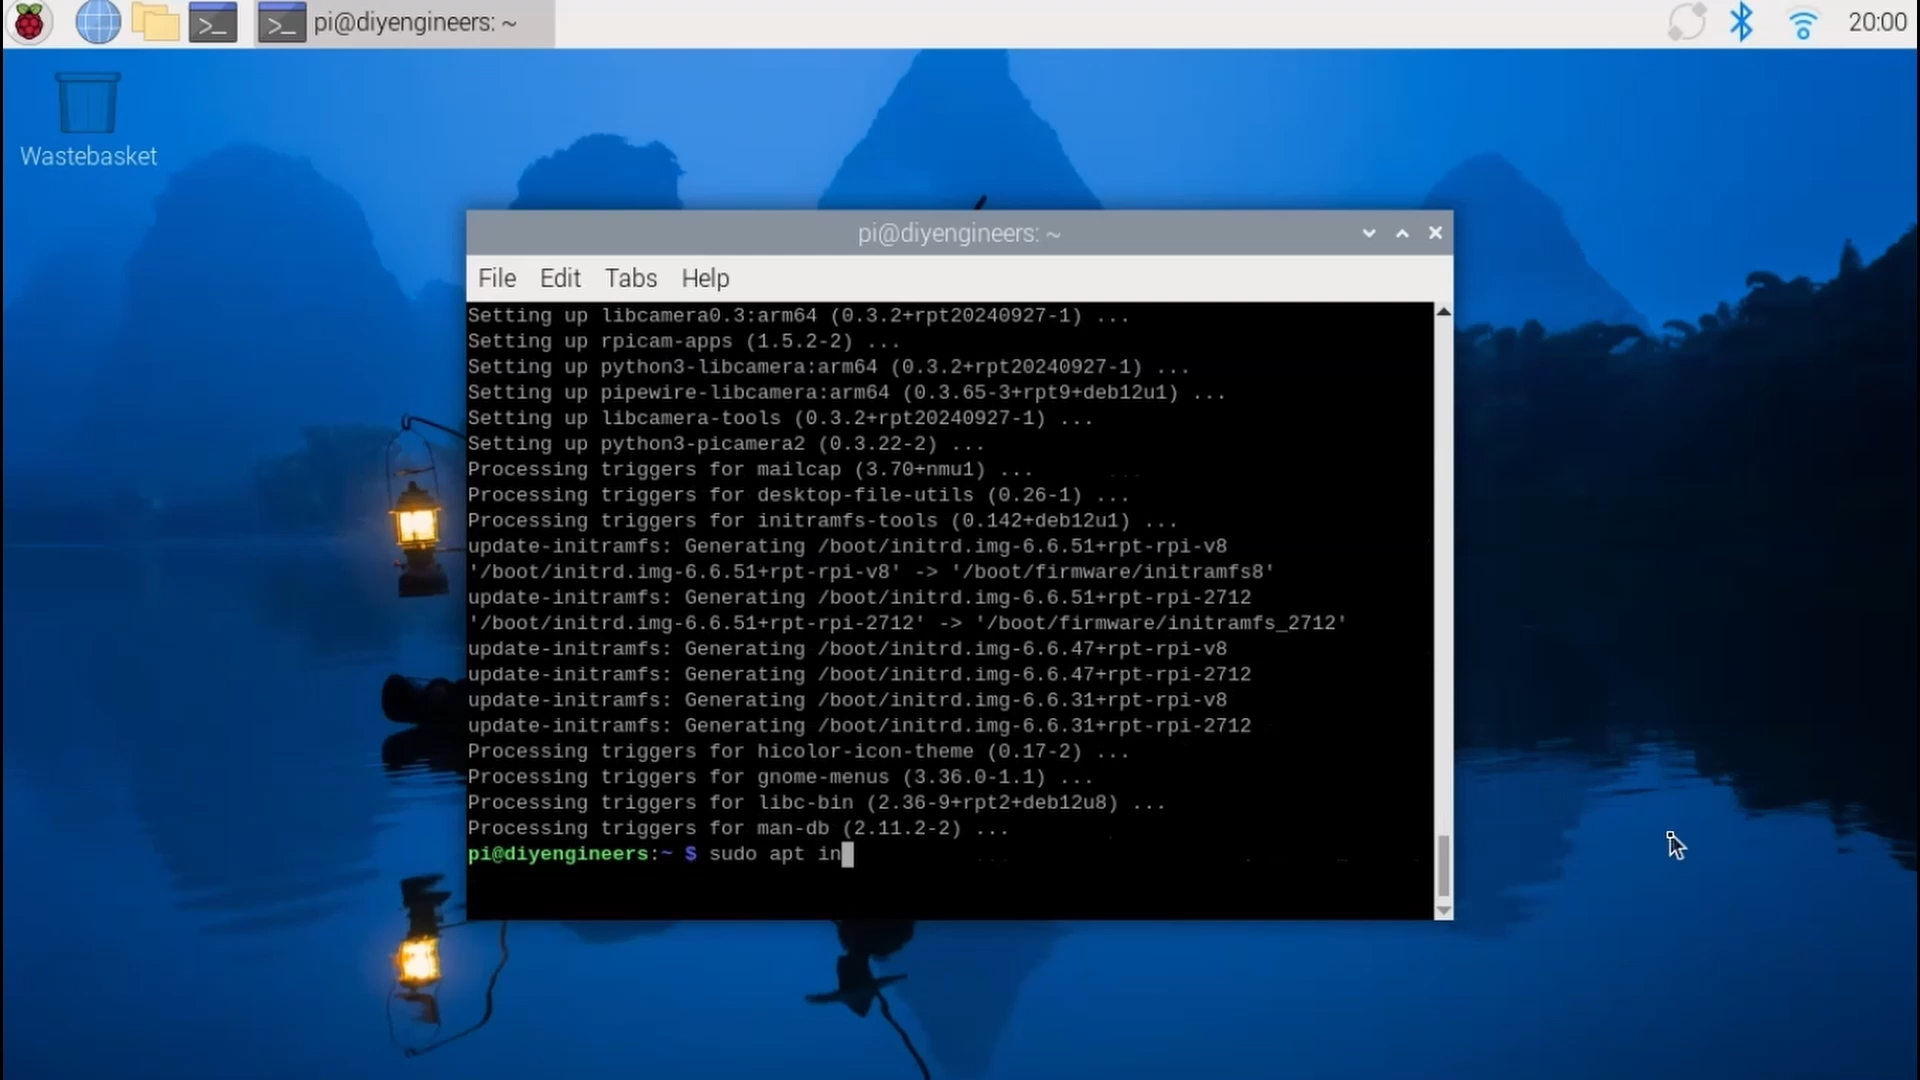 pi@diyengineers: ~
20:00
Wastebasket
pi@diyengineers: ~
File Edit Tabs Help
Setting up libcamera0.3:arm64 (0.3.2+rpt20240927-1) ...
Setting up rpicam-apps (1.5.2-2) ...
Setting up python3-libcamera:arm64 (0.3.2+rpt20240927-1) ...
Setting up pipewire-libcamera:arm64 (0.3.65-3+rpt9+deb12u1) ...
Setting up libcamera-tools (0.3.2+rpt20240927-1) ...
Setting up python3-picamera2 (0.3.22-2) ...
Processing triggers for mailcap (3.70+nmu1) ...
Processing triggers for desktop-file-utils (0.26-1) ...
Processing triggers for initramfs-tools (0.142+deb12u1) ...
update-initramfs: Generating /boot/initrd.img-6.6.51+rpt-rpi-v8
'/boot/initrd.img-6.6.51+rpt-rpi-v8' -> '/boot/firmware/initramfs8'
update-initramfs: Generating /boot/initrd.img-6.6.51+rpt-rpi-2712
'/boot/initrd.img-6.6.51+rpt-rpi-2712' -> '/boot/firmware/initramfs_2712'
update-initramfs: Generating /boot/initrd.img-6.6.47+rpt-rpi-v8
update-initramfs: Generating /boot/initrd.img-6.6.47+rpt-rpi-2712
update-initramfs: Generating /boot/initrd.img-6.6.31+rpt-rpi-v8
update-initramfs: Generating /boot/initrd.img-6.6.31+rpt-rpi-2712
Processing triggers for hicolor-icon-theme (0.17-2) ...
Processing triggers for gnome-menus (3.36.0-1.1) ...
Processing triggers for libc-bin (2.36-9+rpt2+deb12u8) ...
Processing triggers for man-db (2.11.2-2) ...
pi@diyengineers:~ $ sudo apt in